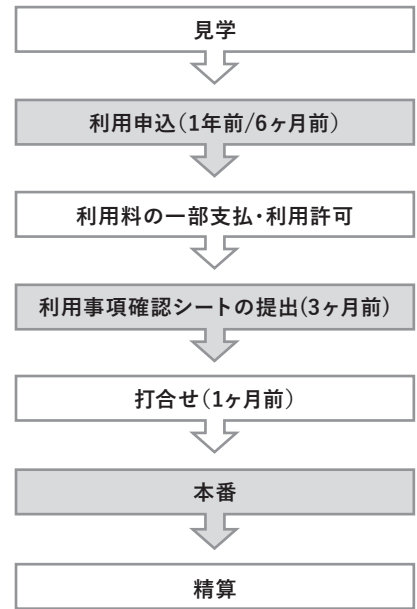 見学
利用申込（1年前/6ヶ月前）
利用料の一部支払・利用許可
利用事項確認シートの提出(3ヶ月前)
打合せ（1ヶ月前）
本番
精算